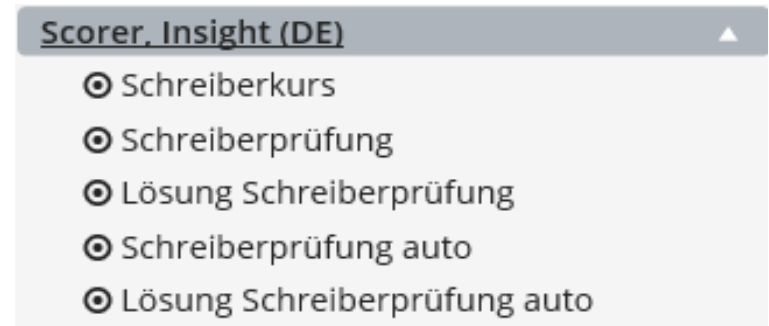 Scorer, Insight (DE)
Schreiberkurs
Schreiberprüfung
Lösung Schreiberprüfung
Schreiberprüfung auto
Lösung Schreiberprüfung auto